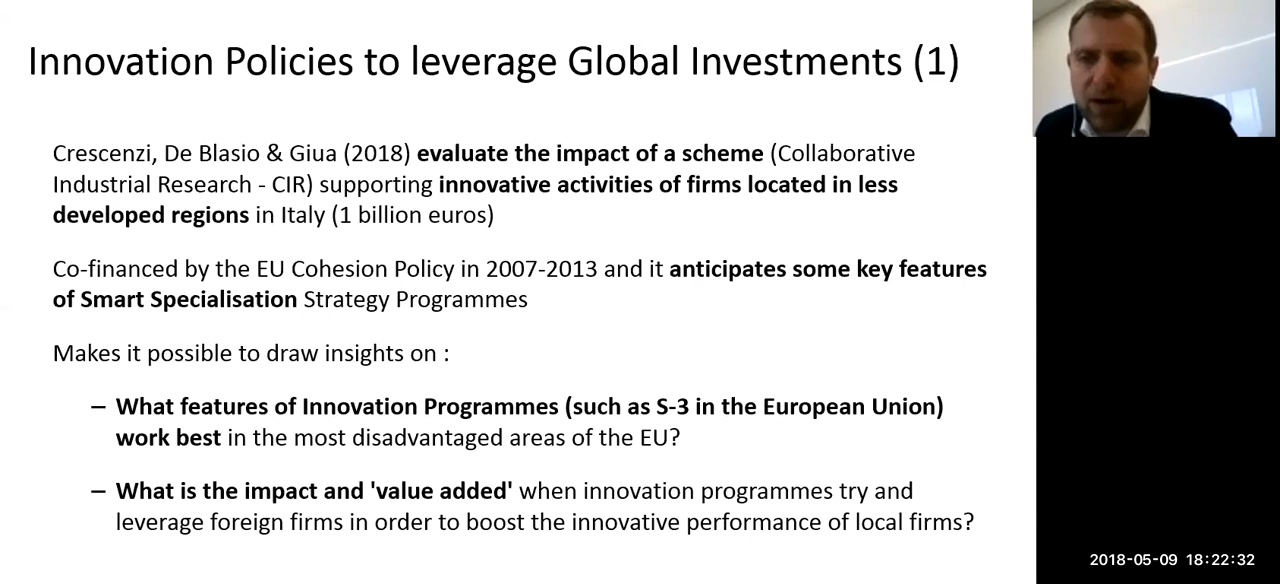 Innovation Policies to leverage Global Investments (1)
Crescenzi, De Blasio & Giua (2018) evaluate the impact of a scheme (Collaborative
Industrial Research - CIR) supporting innovative activities of firms located in less
developed regions in Italy (1 billion euros)
Co-financed by the EU Cohesion Policy in 2007-2013 and it anticipates some key features
of Smart Specialisation Strategy Programmes
Makes it possible to draw insights on :
– What features of Innovation Programmes (such as S-3 in the European Union)
work best in the most disadvantaged areas of the EU?
– What is the impact and 'value added' when innovation programmes try and
leverage foreign firms in order to boost the innovative performance of local firms?
2018-05-09 18:22:32